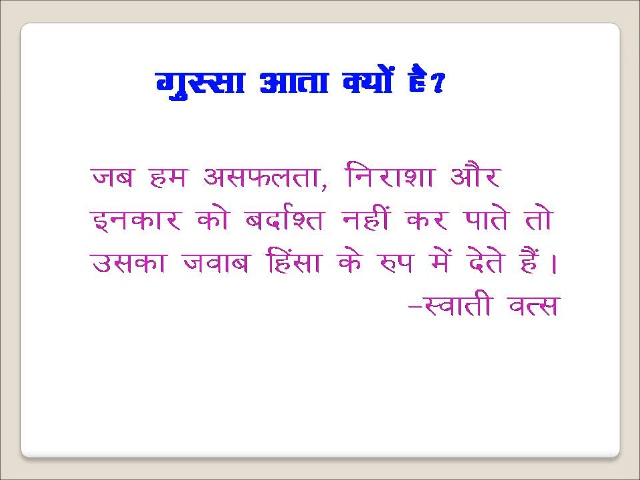 गुस्सा आता क्यों है?
जब हम असफलता, निराशा और
इनकार को बर्दाश्त नहीं कर पाते तो
उसका जवाब हिंसा के रुप में देते हैं ।
–स्वाती वत्स